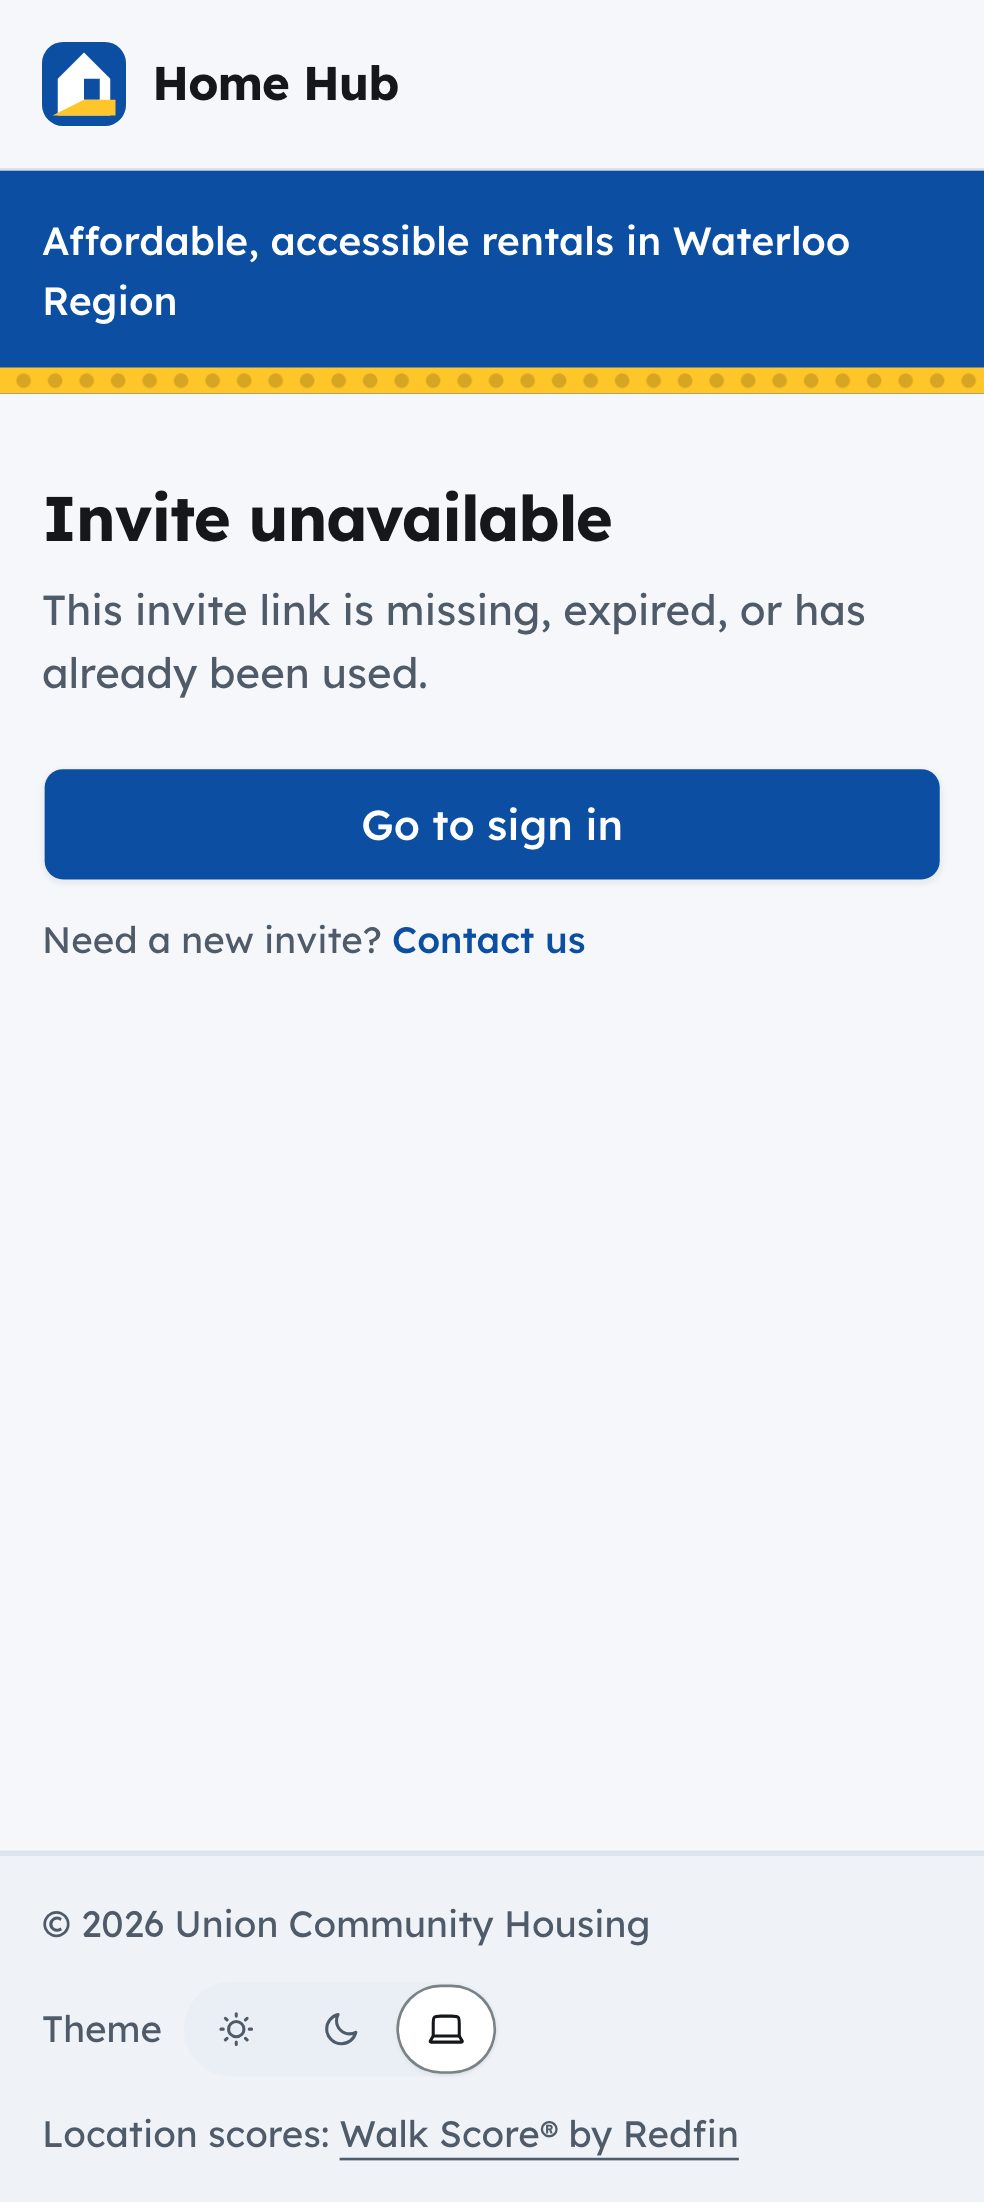 Home Hub
Affordable, accessible rentals in Waterloo
Region
Invite unavailable
This invite link is missing, expired, or has
already been used.
Go to sign in
Need a new invite? Contact us
© 2026 Union Community Housing
Theme
Location scores: Walk Score® by Redfin